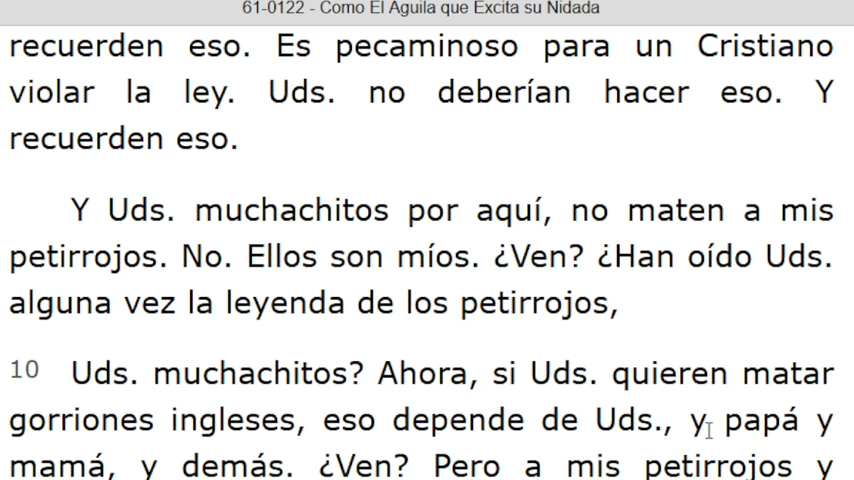 61-0122 - Como El Aguila que Excita su Nidada
recuerden eso. Es pecaminoso para un Cristiano
violar la ley. Uds. no deberían hacer eso. Y
recuerden eso.
Y Uds. muchachitos por aquí, no maten a mis
petirrojos. No. Ellos son míos. ¿Ven? ¿Han oído Uds.
alguna vez la leyenda de los petirrojos,
10 Uds. muchachitos? Ahora, si Uds. quieren matar
gorriones ingleses, eso depende de Uds., y papá y
mamá, y demás. ¿Ven? Pero a mis petirrojos y